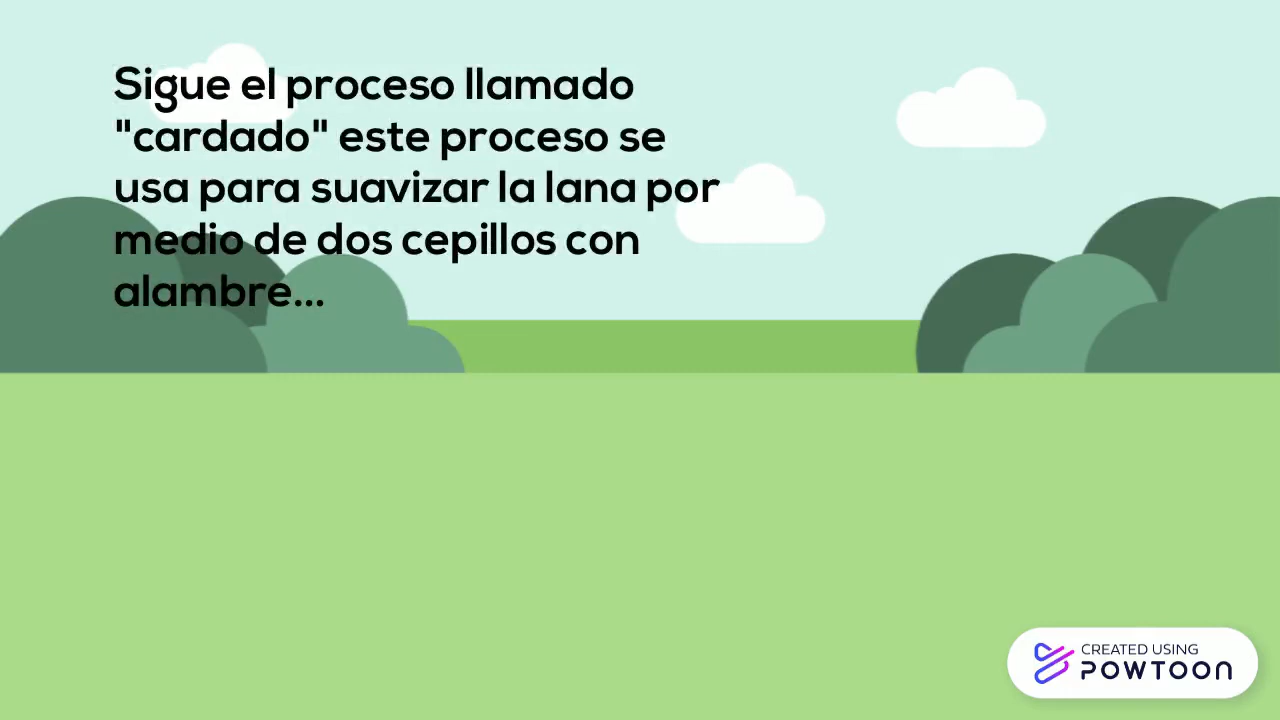 Sigue el proceso llamado
"cardado" este proceso se
usa para suavizar la lana por
medio de dos cepillos con
alambre...
CREATED USING
POWTOON